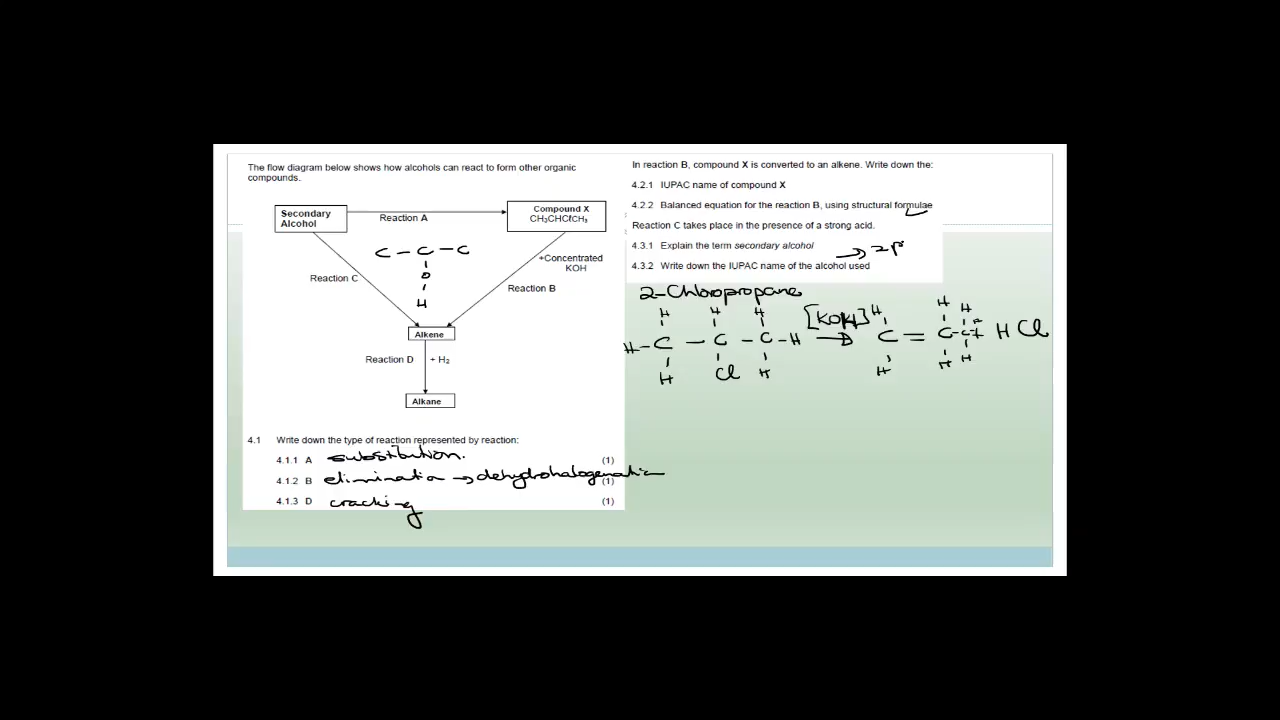 The flow diagram below shows how alcohols can react to form other organic
compounds.
Secondary
Alcohol
Reaction A
Compound X
CH₃CHCℓCH₃
C - C - C
O
H
Reaction C
+Concentrated
KOH
Reaction B
Alkene
Reaction D
+ H₂
Alkane
4.1 Write down the type of reaction represented by reaction:
4.1.1 A substitution. (1)
4.1.2 B elimination → dehydrohalogenation (1)
4.1.3 D cracking (1)
In reaction B, compound X is converted to an alkene. Write down the:
4.2.1 IUPAC name of compound X
4.2.2 Balanced equation for the reaction B, using structural formulae
Reaction C takes place in the presence of a strong acid.
4.3.1 Explain the term secondary alcohol
4.3.2 Write down the IUPAC name of the alcohol used → 2p
2-Chloropropane
H H H [KOH] H H H
H - C - C - C - H → C = C - C + HCl
H Cl H H H H